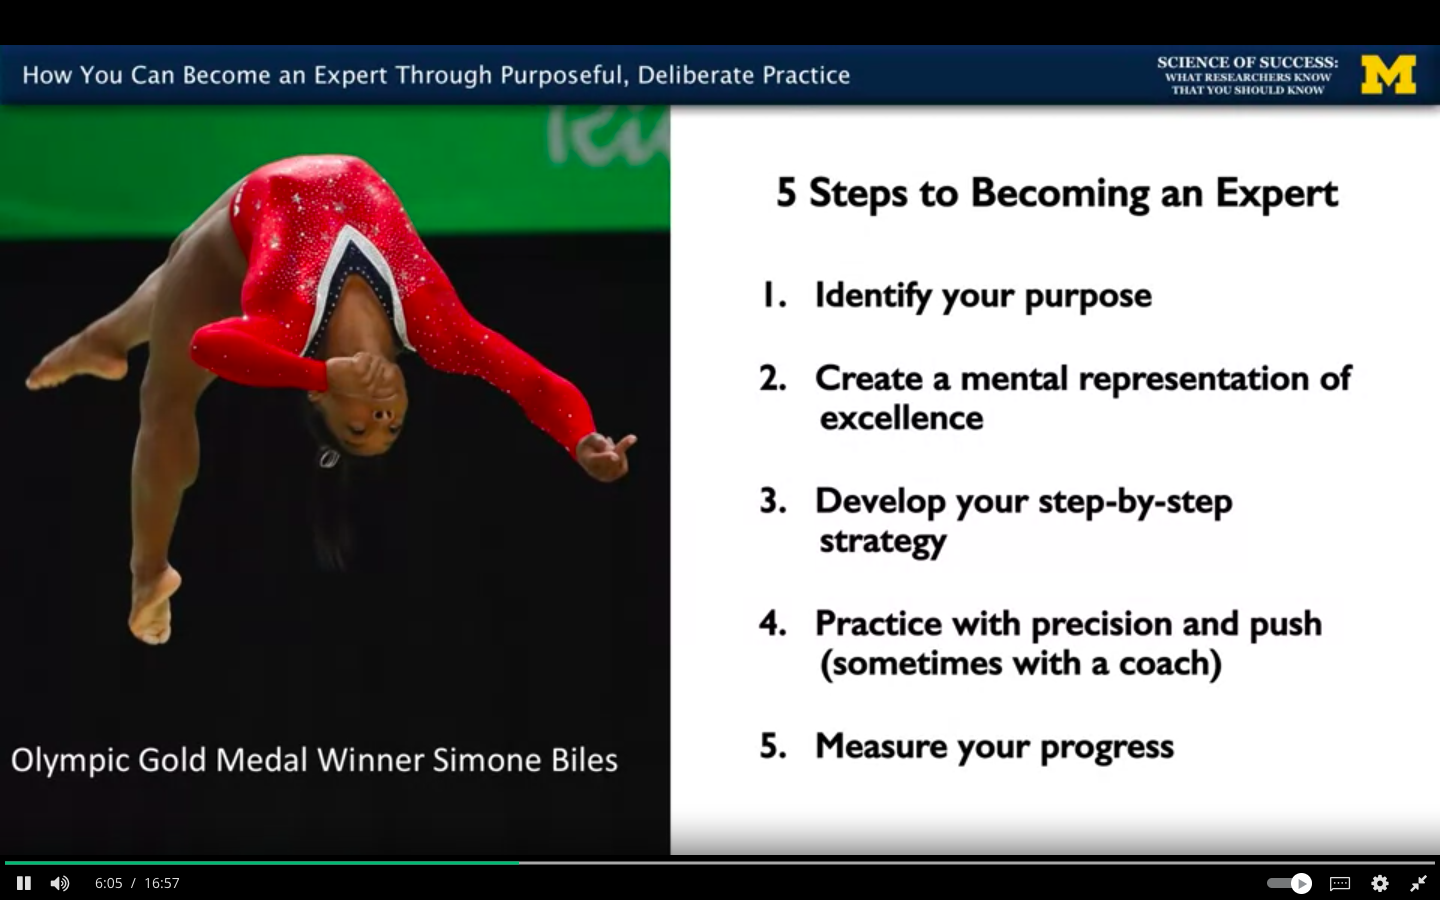 How You Can Become an Expert Through Purposeful, Deliberate Practice
SCIENCE OF SUCCESS:
WHAT RESEARCHERS KNOW
THAT YOU SHOULD KNOW
M
5 Steps to Becoming an Expert
1. Identify your purpose
2. Create a mental representation of
excellence
3. Develop your step-by-step
strategy
4. Practice with precision and push
(sometimes with a coach)
5. Measure your progress
Olympic Gold Medal Winner Simone Biles
6:05 / 16:57